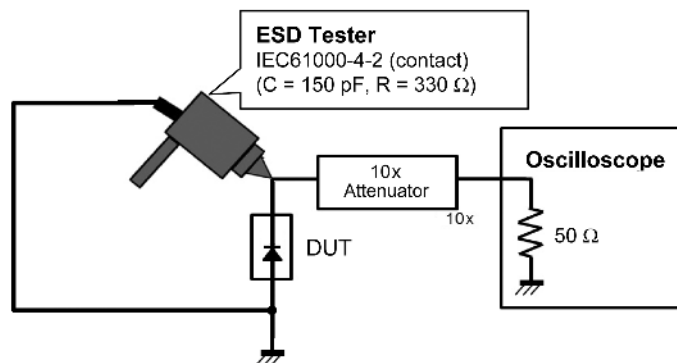 ESD Tester
IEC61000-4-2 (contact)
(C = 150 pF, R = 330 Ω)
Oscilloscope
10x
Attenuator
10x
50 Ω
DUT